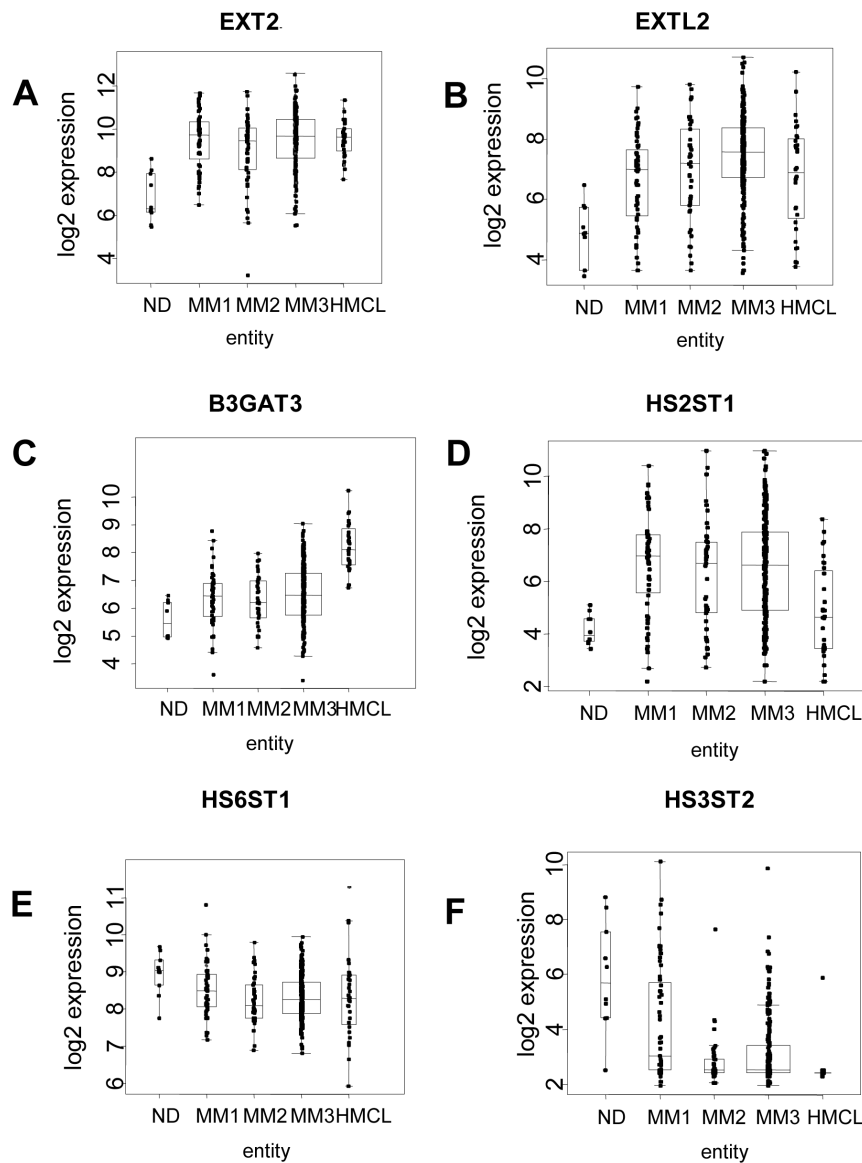 EXT2
EXTL2
A
B
log2 expression
4 6 8 10 12
log2 expression
4 6 8 10
ND MM1 MM2 MM3 HMCL
ND MM1 MM2 MM3 HMCL
entity
entity
B3GAT3
HS2ST1
C
D
log2 expression
4 5 6 7 8 9 10
log2 expression
2 4 6 8 10
ND MM1 MM2 MM3 HMCL
ND MM1 MM2 MM3 HMCL
entity
entity
HS6ST1
HS3ST2
E
F
log2 expression
6 7 8 9 10 11
log2 expression
2 4 6 8 10
ND MM1 MM2 MM3 HMCL
ND MM1 MM2 MM3 HMCL
entity
entity